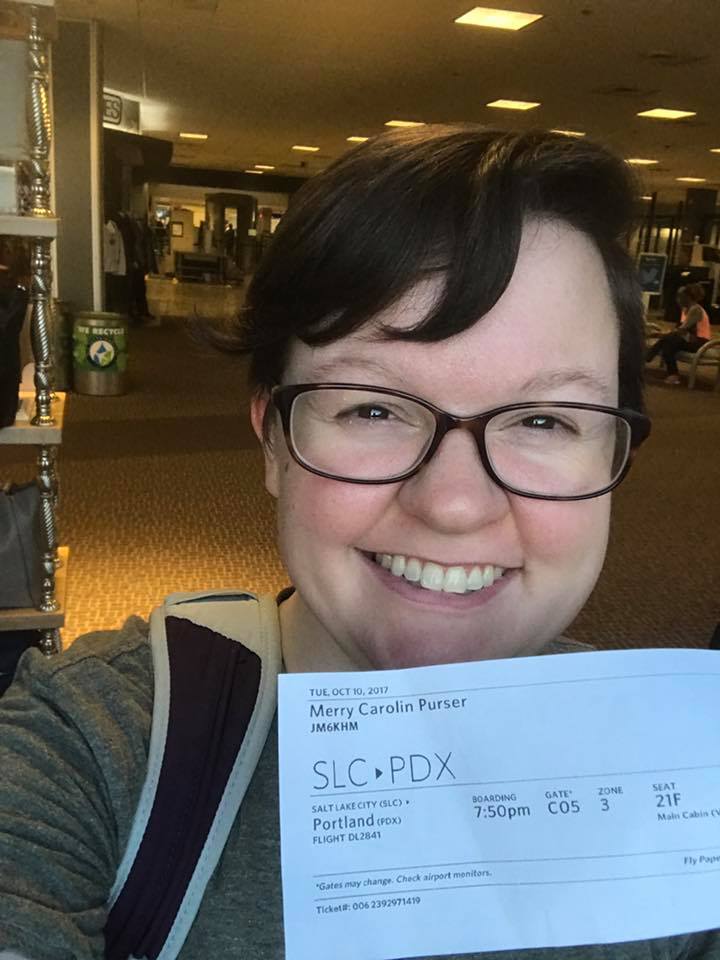 WE RECYCLE
TUE, OCT 10, 2017
Merry Carolin Purser
JM6KHM
SLC▸PDX
SALT LAKE CITY (SLC) ▸
Portland (PDX)
FLIGHT DL2841
BOARDING
7:50pm
GATE*
C05
ZONE
3
SEAT
21F
Main Cabin
Fly
*Gates may change. Check airport monitors.
Ticket#: 006 2392971419